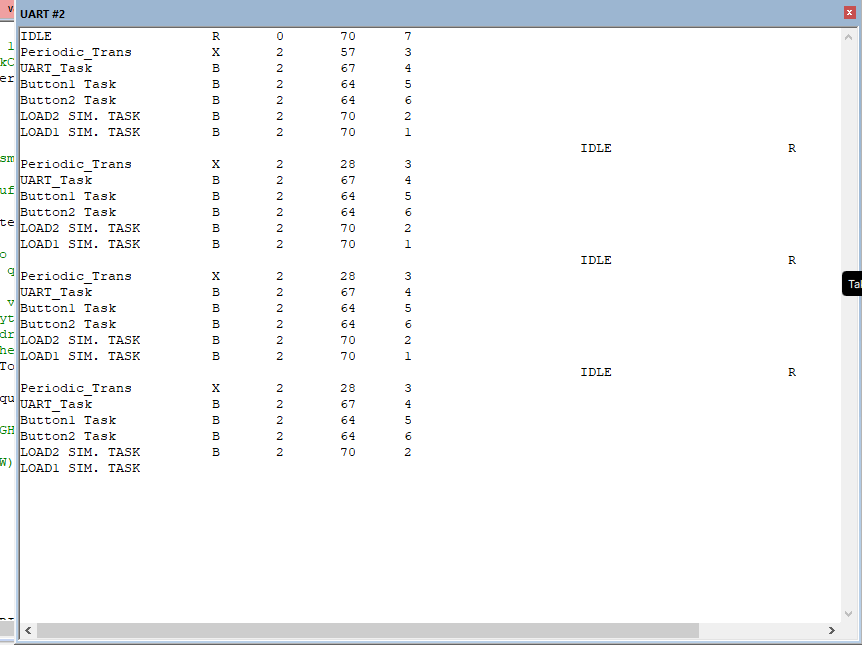 UART #2
IDLE R 0 70 7
Periodic_Trans X 2 57 3
UART_Task B 2 67 4
Button1 Task B 2 64 5
Button2 Task B 2 64 6
LOAD2 SIM. TASK B 2 70 2
LOAD1 SIM. TASK B 2 70 1
IDLE R
Periodic_Trans X 2 28 3
UART_Task B 2 67 4
Button1 Task B 2 64 5
Button2 Task B 2 64 6
LOAD2 SIM. TASK B 2 70 2
LOAD1 SIM. TASK B 2 70 1
IDLE R
Periodic_Trans X 2 28 3
UART_Task B 2 67 4
Button1 Task B 2 64 5
Button2 Task B 2 64 6
LOAD2 SIM. TASK B 2 70 2
LOAD1 SIM. TASK B 2 70 1
IDLE R
Periodic_Trans X 2 28 3
UART_Task B 2 67 4
Button1 Task B 2 64 5
Button2 Task B 2 64 6
LOAD2 SIM. TASK B 2 70 2
LOAD1 SIM. TASK